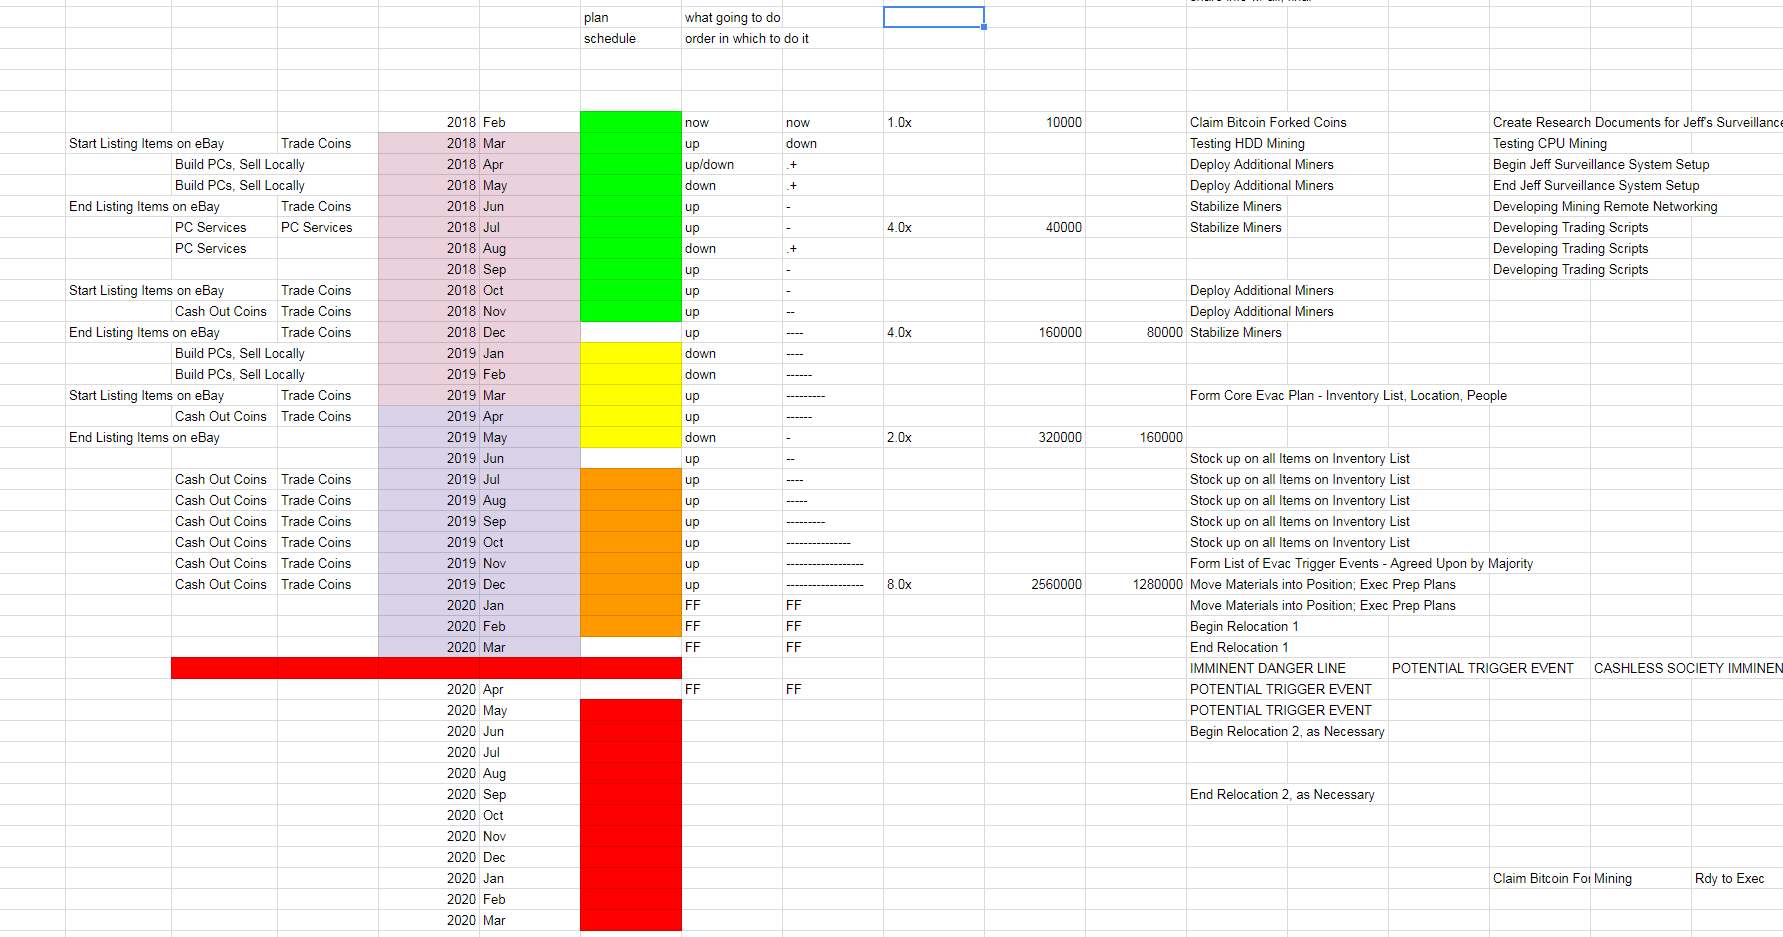 plan what going to do
schedule order in which to do it
2018 Feb now now 1.0x 10000 Claim Bitcoin Forked Coins Create Research Documents for Jeff's Surveillance
Start Listing Items on eBay Trade Coins 2018 Mar up down Testing HDD Mining Testing CPU Mining
Build PCs, Sell Locally 2018 Apr up/down .+ Deploy Additional Miners Begin Jeff Surveillance System Setup
Build PCs, Sell Locally 2018 May down .+ Deploy Additional Miners End Jeff Surveillance System Setup
End Listing Items on eBay Trade Coins 2018 Jun up - Stabilize Miners Developing Mining Remote Networking
PC Services PC Services 2018 Jul up - 4.0x 40000 Stabilize Miners Developing Trading Scripts
PC Services 2018 Aug down .+ Developing Trading Scripts
2018 Sep up - Developing Trading Scripts
Start Listing Items on eBay Trade Coins 2018 Oct up - Deploy Additional Miners
Cash Out Coins Trade Coins 2018 Nov up -- Deploy Additional Miners
End Listing Items on eBay Trade Coins 2018 Dec up ---- 4.0x 160000 80000 Stabilize Miners
Build PCs, Sell Locally 2019 Jan down ----
Build PCs, Sell Locally 2019 Feb down ------
Start Listing Items on eBay Trade Coins 2019 Mar up --------- Form Core Evac Plan - Inventory List, Location, People
Cash Out Coins Trade Coins 2019 Apr up ------
End Listing Items on eBay 2019 May down - 2.0x 320000 160000
2019 Jun up -- Stock up on all Items on Inventory List
Cash Out Coins Trade Coins 2019 Jul up ---- Stock up on all Items on Inventory List
Cash Out Coins Trade Coins 2019 Aug up ----- Stock up on all Items on Inventory List
Cash Out Coins Trade Coins 2019 Sep up --------- Stock up on all Items on Inventory List
Cash Out Coins Trade Coins 2019 Oct up --------------- Stock up on all Items on Inventory List
Cash Out Coins Trade Coins 2019 Nov up ------------------ Form List of Evac Trigger Events - Agreed Upon by Majority
Cash Out Coins Trade Coins 2019 Dec up ------------------ 8.0x 2560000 1280000 Move Materials into Position; Exec Prep Plans
2020 Jan FF FF Move Materials into Position; Exec Prep Plans
2020 Feb FF FF Begin Relocation 1
2020 Mar FF FF End Relocation 1
IMMINENT DANGER LINE POTENTIAL TRIGGER EVENT CASHLESS SOCIETY IMMINEN
2020 Apr FF FF POTENTIAL TRIGGER EVENT
2020 May POTENTIAL TRIGGER EVENT
2020 Jun Begin Relocation 2, as Necessary
2020 Jul
2020 Aug
2020 Sep End Relocation 2, as Necessary
2020 Oct
2020 Nov
2020 Dec
2020 Jan Claim Bitcoin For Mining Rdy to Exec
2020 Feb
2020 Mar